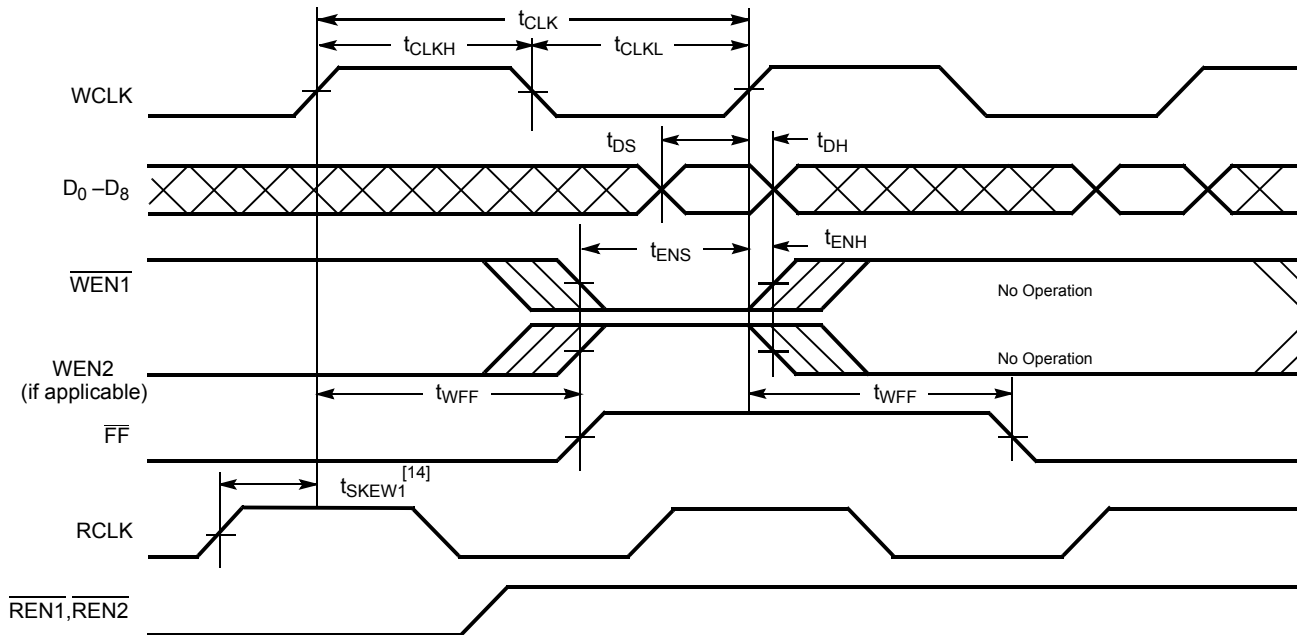 tCLK
tCLKH
tCLKL
WCLK
tDS
tDH
D0 –D8
tENS
tENH
WEN1
No Operation
WEN2
(if applicable)
No Operation
tWFF
tWFF
FF
tSKEW1[14]
RCLK
REN1,REN2